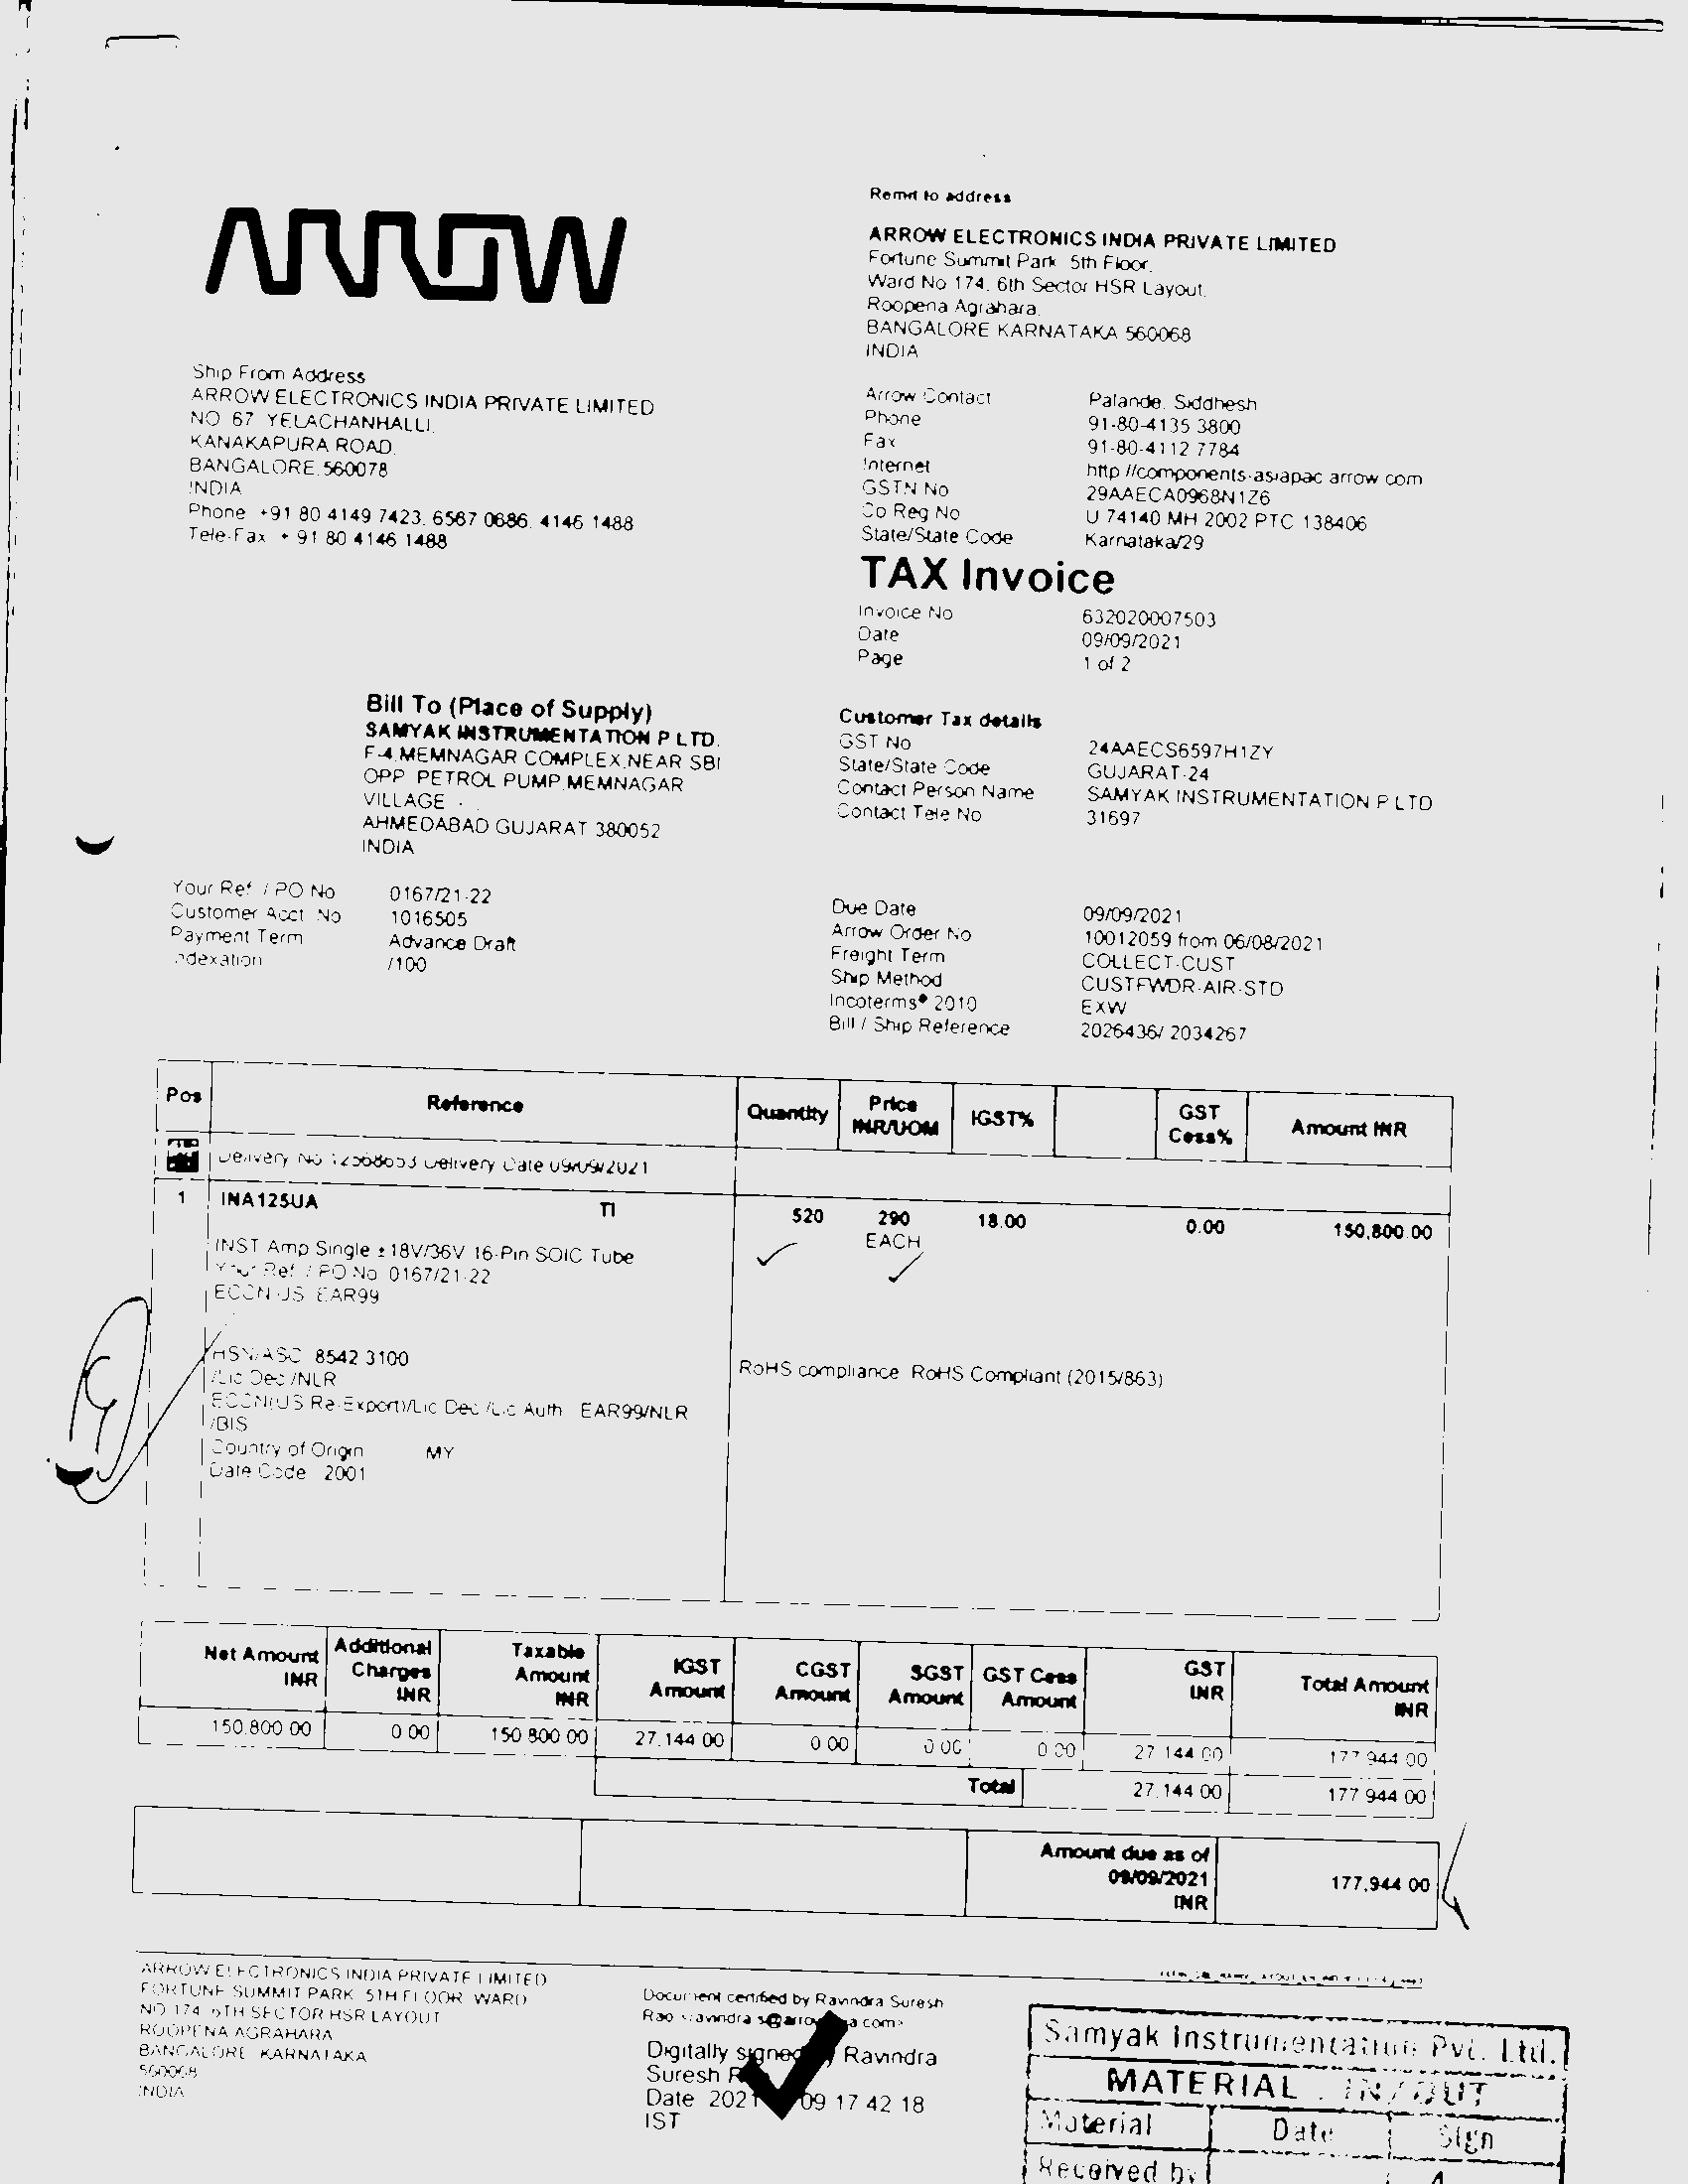 ARROW
Remit to address
ARROW ELECTRONICS INDIA PRIVATE LIMITED
Fortune Summit Park 5th Floor,
Ward No 174, 6th Sector HSR Layout,
Roopena Agrahara,
BANGALORE KARNATAKA 560068
INDIA
Ship From Address
ARROW ELECTRONICS INDIA PRIVATE LIMITED
NO 67 YELACHANHALLI,
KANAKAPURA ROAD,
BANGALORE, 560078
INDIA
Phone +91 80 4149 7423, 6567 0686, 4146 1488
Tele-Fax + 91 80 4146 1488
Arrow Contact Palande, Siddhesh
Phone 91-80-4135 3800
Fax 91-80-4112 7784
Internet http //components-asiapac arrow com
GSTN No 29AAECA0968N1Z6
Co Reg No U 74140 MH 2002 PTC 138406
State/State Code Karnataka/29
TAX Invoice
Invoice No 632020007503
Date 09/09/2021
Page 1 of 2
Bill To (Place of Supply)
SAMYAK INSTRUMENTATION P LTD.
F-4,MEMNAGAR COMPLEX,NEAR SBI
OPP PETROL PUMP,MEMNAGAR
VILLAGE .
AHMEDABAD GUJARAT 380052
INDIA
Customer Tax details
GST No 24AAECS6597H1ZY
State/State Code GUJARAT-24
Contact Person Name SAMYAK INSTRUMENTATION P LTD
Contact Tele No 31697
Your Ref / PO No 0167/21-22
Customer Acct No 1016505
Payment Term Advance Draft
ndexation /100
Due Date 09/09/2021
Arrow Order No 10012059 from 06/08/2021
Freight Term COLLECT-CUST
Ship Method CUSTFWDR-AIR-STD
Incoterms® 2010 EXW
Bill / Ship Reference 2026436/ 2034267
Pos Reference Quantity Price INR/UOM IGST% GST Cess% Amount INR
Delivery No 12568653 Delivery Date 09/09/2021
1 INA125UA TI 520 290 18.00 0.00 150,800.00
EACH
INST Amp Single ±18V/36V 16-Pin SOIC Tube
Your Ref / PO No 0167/21-22
ECCN US EAR99
HSN/ASC 8542 3100
/Lic Dec /NLR
RoHS compliance RoHS Compliant (2015/863)
ECCN(US Re-Export)/Lic Dec /Lic Auth EAR99/NLR
/BIS
Country of Origin MY
Date Code 2001
Net Amount INR Additional Charges INR Taxable Amount INR IGST Amount CGST Amount SGST Amount GST Cess Amount GST INR Total Amount INR
150,800 00 0 00 150 800 00 27,144 00 0 00 0 00 0 00 27 144 00 177 944 00
Total 27,144 00 177 944 00
Amount due as of
09/09/2021
INR
177,944 00
ARROW ELECTRONICS INDIA PRIVATE LIMITED
FORTUNE SUMMIT PARK 5TH FLOOR WARD
NO 174 6TH SECTOR HSR LAYOUT
ROOPENA AGRAHARA
BANGALORE KARNATAKA
560068
INDIA
Document certified by Ravindra Suresh
Rao
Digitally signed Ravindra
Suresh
Date 2021 09 17 42 18
IST
Samyak Instrumentation Pvt. Ltd.
MATERIAL . IN / OUT
Material Date Sign
Received by